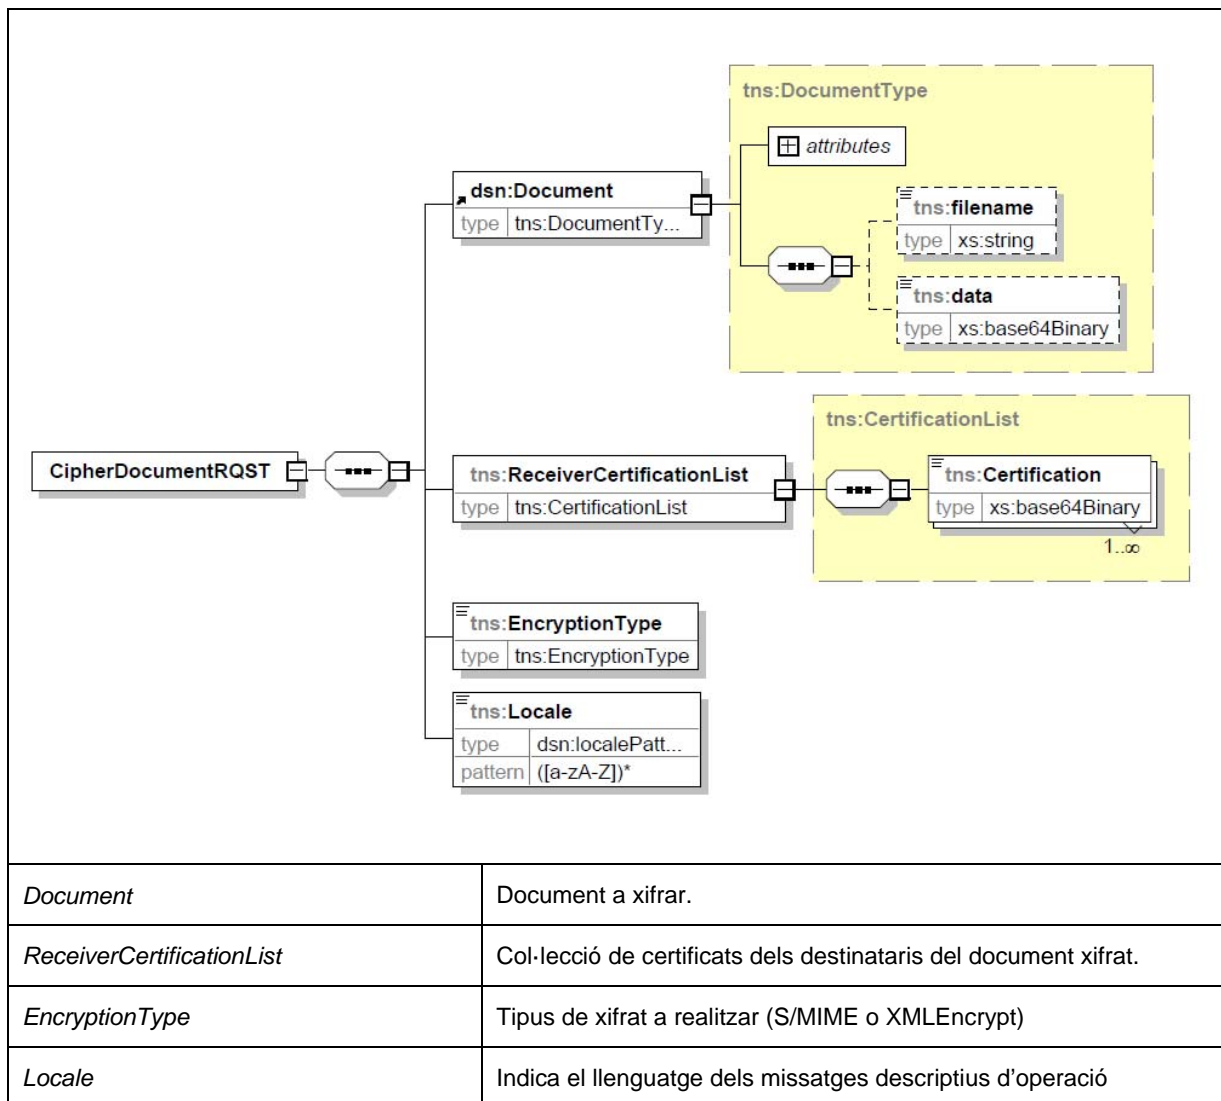 tns:DocumentType
attributes
dsn:Document
type tns:DocumentTy...
tns:filename
type xs:string
tns:data
type xs:base64Binary
tns:CertificationList
CipherDocumentRQST
tns:ReceiverCertificationList
type tns:CertificationList
tns:Certification
type xs:base64Binary
1..∞
tns:EncryptionType
type tns:EncryptionType
tns:Locale
type dsn:localePatt...
pattern ([a-zA-Z])*
Document Document a xifrar.
ReceiverCertificationList Col·lecció de certificats dels destinataris del document xifrat.
EncryptionType Tipus de xifrat a realitzar (S/MIME o XMLEncrypt)
Locale Indica el llenguatge dels missatges descriptius d’operació